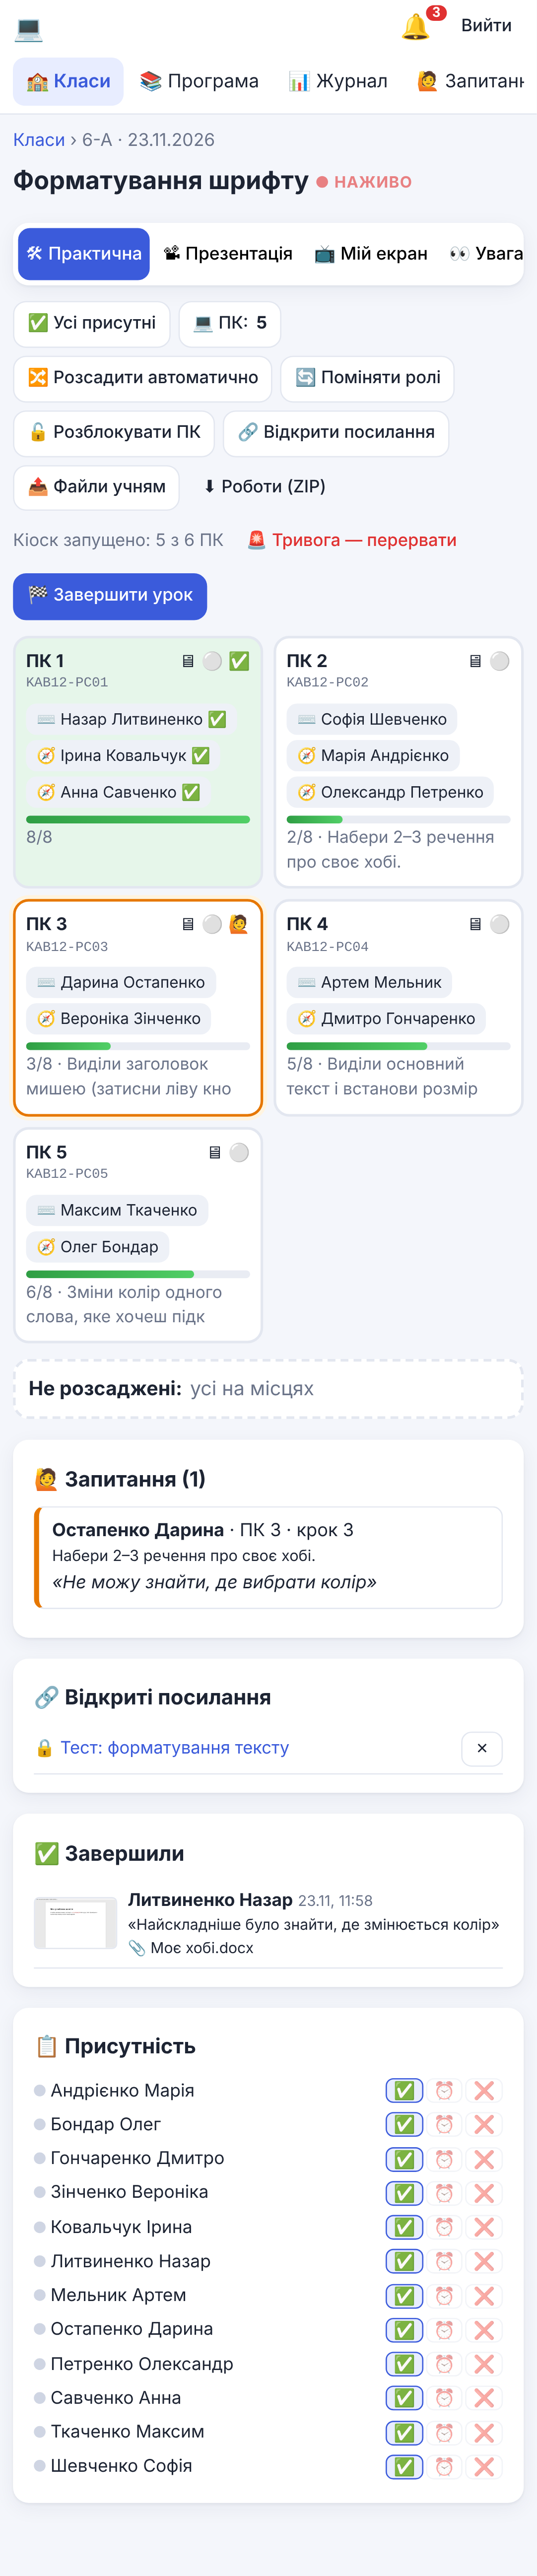 3
Вийти
Класи
Програма
Журнал
Запитанн
Класи › 6-А · 23.11.2026
Форматування шрифту
НАЖИВО
Практична
Презентація
Мій екран
Увага
Усі присутні
ПК: 5
Розсадити автоматично
Поміняти ролі
Розблокувати ПК
Відкрити посилання
Файли учням
Роботи (ZIP)
Кіоск запущено: 5 з 6 ПК
Тривога — перервати
Завершити урок
ПК 1
KAB12-PC01
Назар Литвиненко
Ірина Ковальчук
Анна Савченко
8/8
ПК 2
KAB12-PC02
Софія Шевченко
Марія Андрієнко
Олександр Петренко
2/8 · Набери 2–3 речення
про своє хобі.
ПК 3
KAB12-PC03
Дарина Остапенко
Вероніка Зінченко
3/8 · Виділи заголовок
мишею (затисни ліву кно
ПК 4
KAB12-PC04
Артем Мельник
Дмитро Гончаренко
5/8 · Виділи основний
текст і встанови розмір
ПК 5
KAB12-PC05
Максим Ткаченко
Олег Бондар
6/8 · Зміни колір одного
слова, яке хочеш підк
Не розсаджені: усі на місцях
Запитання (1)
Остапенко Дарина · ПК 3 · крок 3
Набери 2–3 речення про своє хобі.
«Не можу знайти, де вибрати колір»
Відкриті посилання
Тест: форматування тексту
×
Завершили
Литвиненко Назар 23.11, 11:58
«Найскладніше було знайти, де змінюється колір»
Моє хобі.docx
Присутність
Андрієнко Марія
Бондар Олег
Гончаренко Дмитро
Зінченко Вероніка
Ковальчук Ірина
Литвиненко Назар
Мельник Артем
Остапенко Дарина
Петренко Олександр
Савченко Анна
Ткаченко Максим
Шевченко Софія